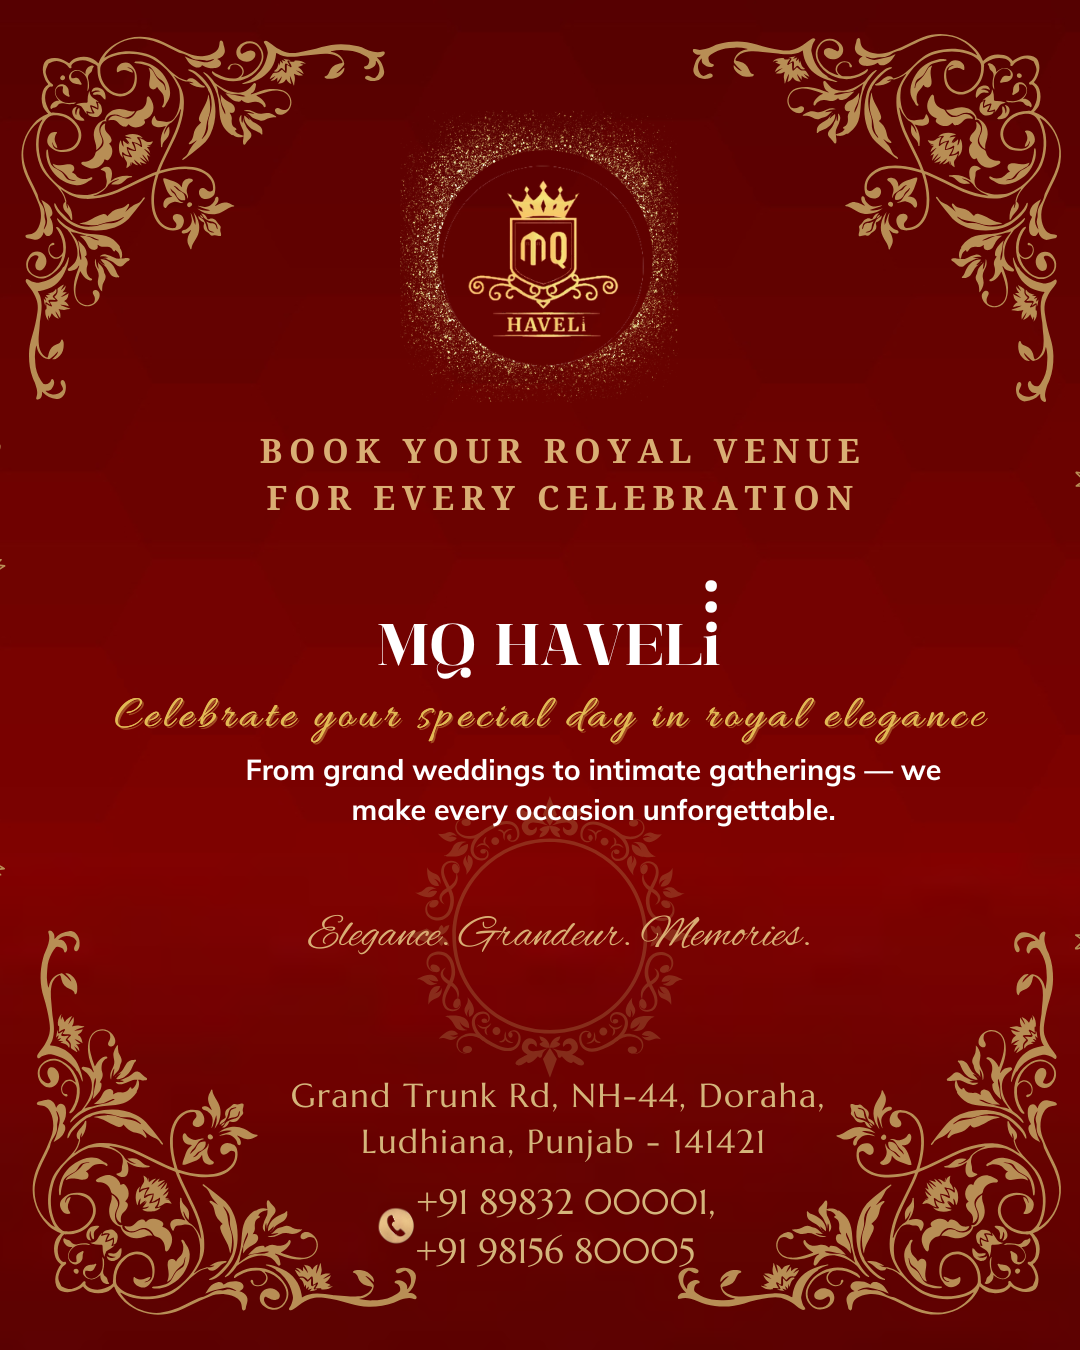 MQ
HAVELi
BOOK YOUR ROYAL VENUE
FOR EVERY CELEBRATION
MQ HAVELi
Celebrate your special day in royal elegance
From grand weddings to intimate gatherings — we
make every occasion unforgettable.
Elegance. Grandeur. Memories.
Grand Trunk Rd, NH-44, Doraha,
Ludhiana, Punjab - 141421
+91 89832 00001,
+91 98156 80005